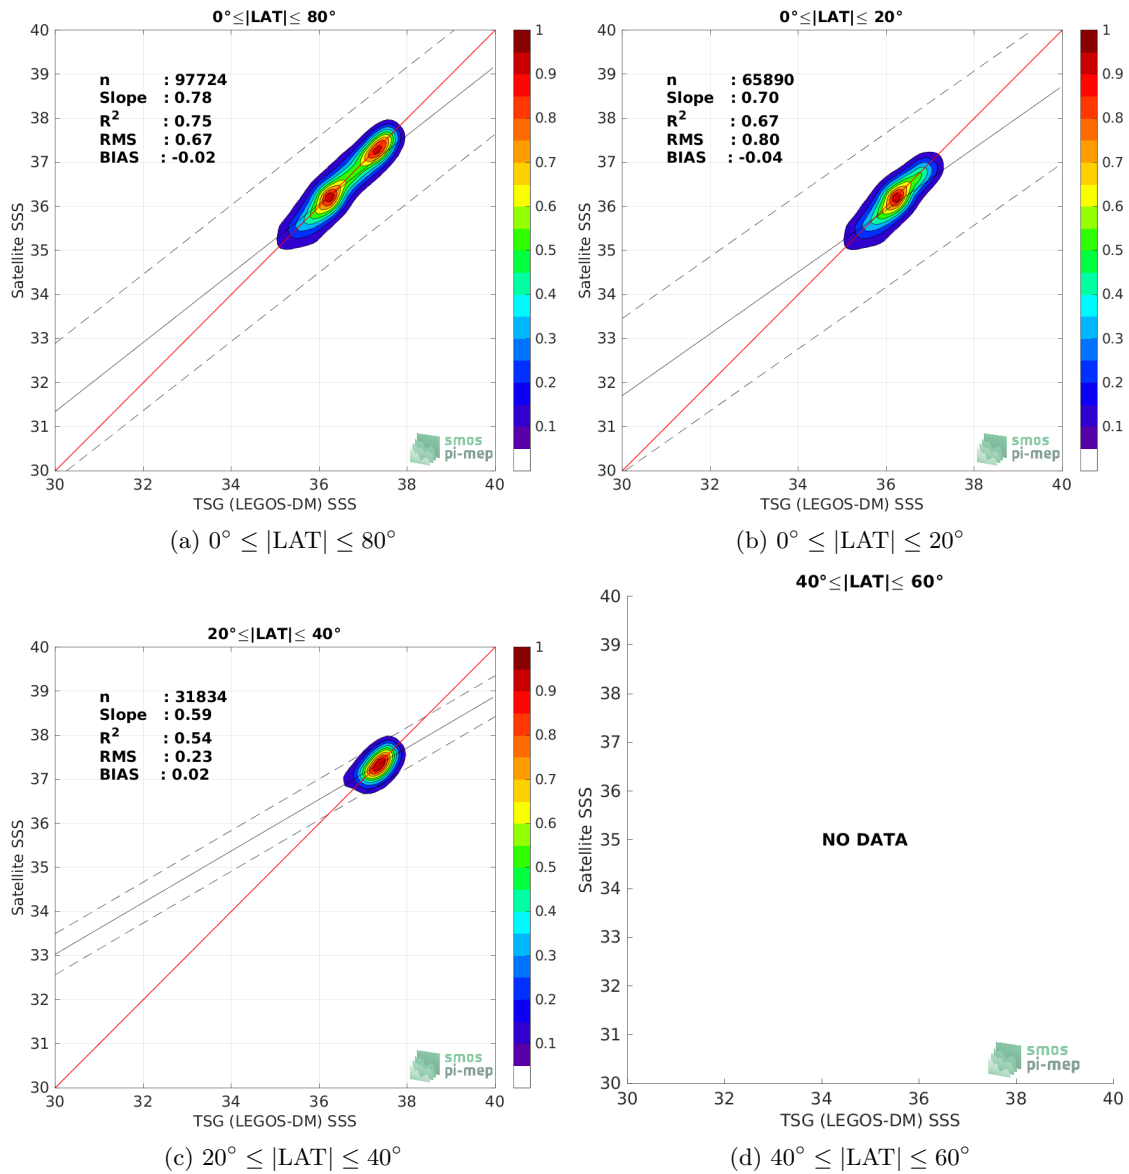 0°≤|LAT|≤ 80°
40
39
38
37
36
35
34
33
32
31
30
Satellite SSS
n : 97724
Slope : 0.78
R2 : 0.75
RMS : 0.67
BIAS : -0.02
smos
pi-mep
30 32 34 36 38 40
TSG (LEGOS-DM) SSS
1
0.9
0.8
0.7
0.6
0.5
0.4
0.3
0.2
0.1
(a) 0° ≤ |LAT| ≤ 80°
0°≤|LAT|≤ 20°
40
39
38
37
36
35
34
33
32
31
30
Satellite SSS
n : 65890
Slope : 0.70
R2 : 0.67
RMS : 0.80
BIAS : -0.04
smos
pi-mep
30 32 34 36 38 40
TSG (LEGOS-DM) SSS
1
0.9
0.8
0.7
0.6
0.5
0.4
0.3
0.2
0.1
(b) 0° ≤ |LAT| ≤ 20°
20°≤|LAT|≤ 40°
40
39
38
37
36
35
34
33
32
31
30
Satellite SSS
n : 31834
Slope : 0.59
R2 : 0.54
RMS : 0.23
BIAS : 0.02
smos
pi-mep
30 32 34 36 38 40
TSG (LEGOS-DM) SSS
1
0.9
0.8
0.7
0.6
0.5
0.4
0.3
0.2
0.1
(c) 20° ≤ |LAT| ≤ 40°
40°≤|LAT|≤ 60°
40
39
38
37
36
35
34
33
32
31
30
Satellite SSS
NO DATA
smos
pi-mep
30 32 34 36 38 40
TSG (LEGOS-DM) SSS
(d) 40° ≤ |LAT| ≤ 60°